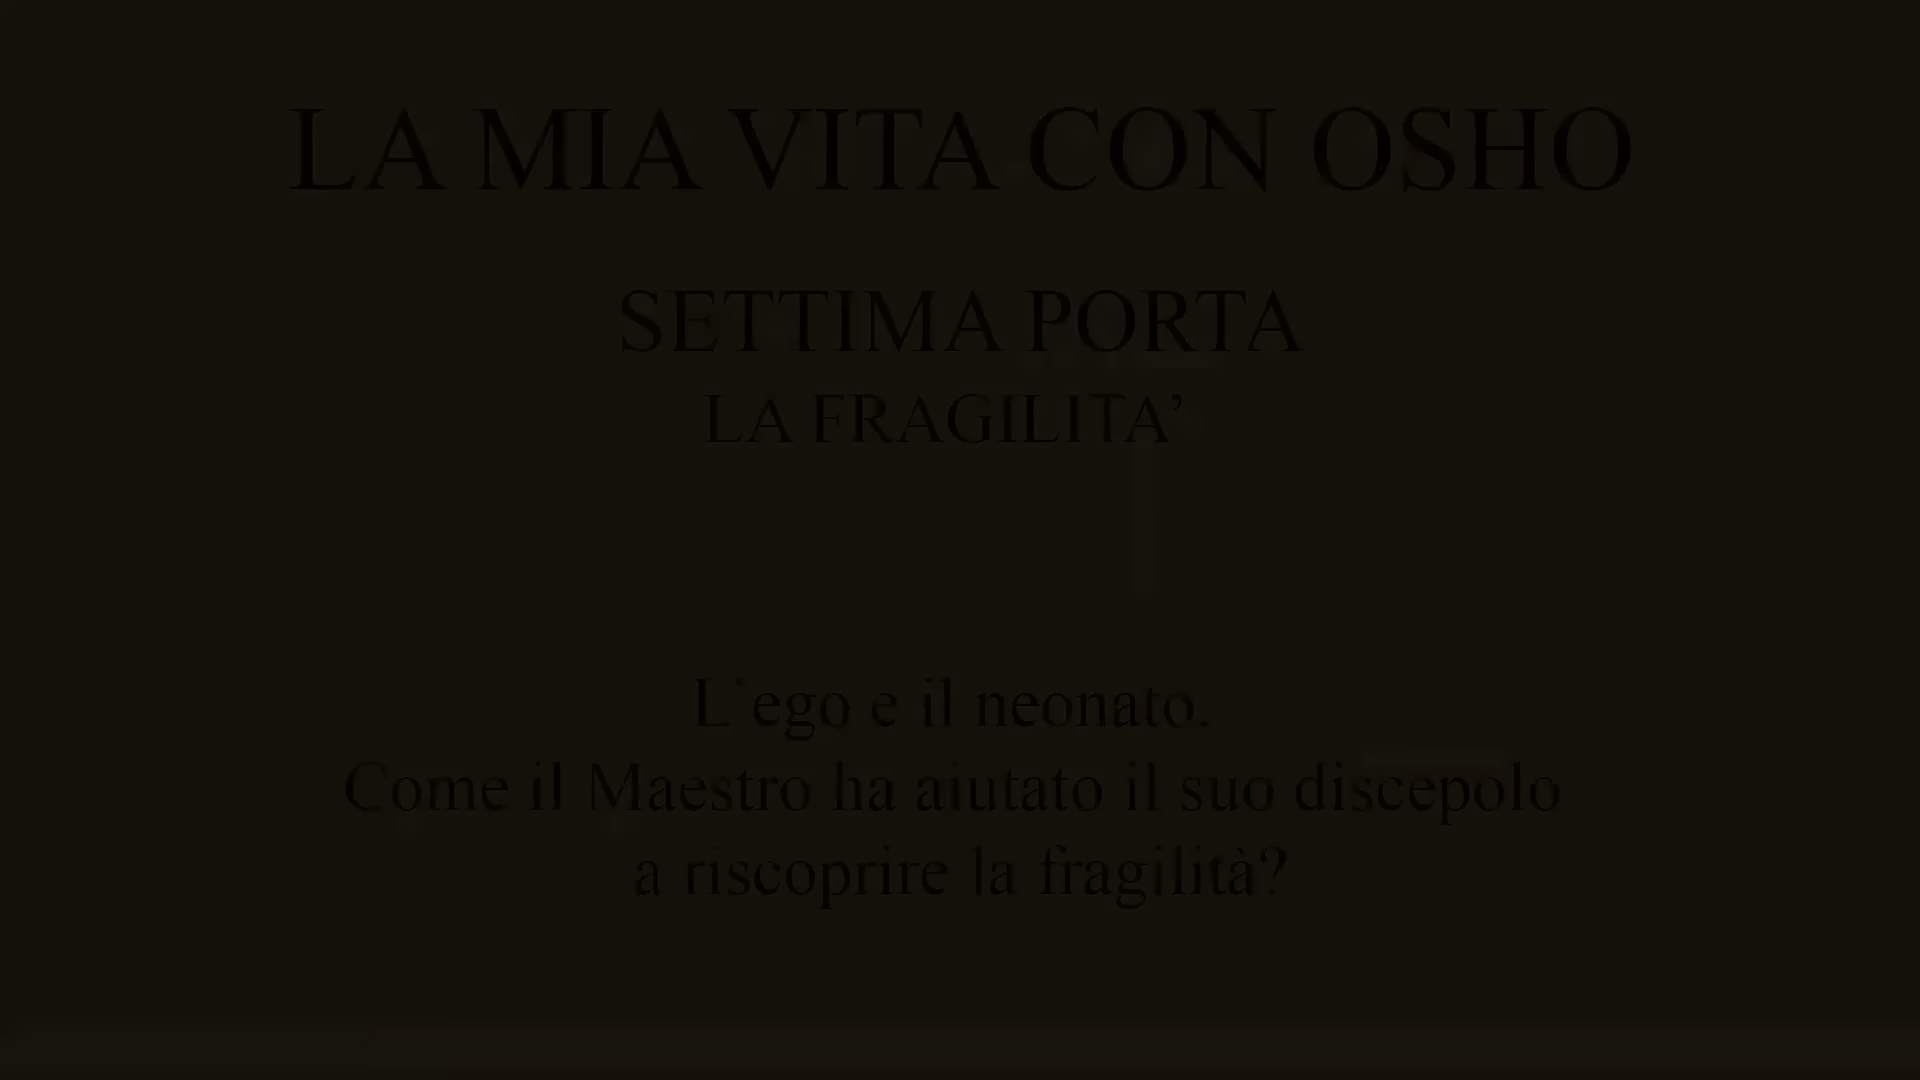 LA MIA VITA CON OSHO
SETTIMA PORTA
LA FRAGILITA’
L`ego e il neonato.
Come il Maestro ha aiutato il suo discepolo
a riscoprire la fragilità?